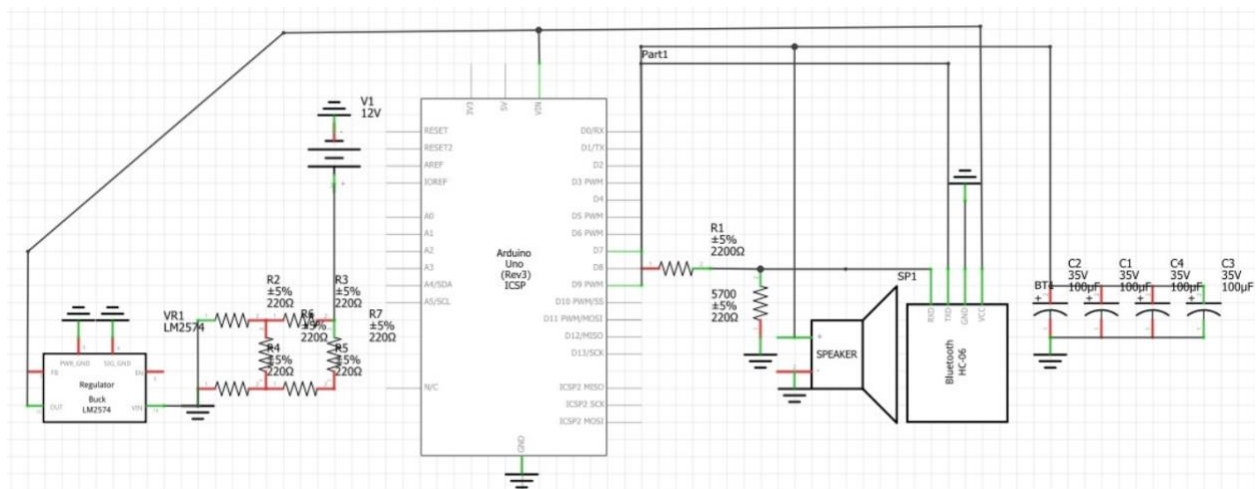 Part1
V1
12V
3V3
5V
VIN
RESET
RESET2
AREF
IOREF
A0
A1
A2
A3
A4/SDA
A5/SCL
N/C
Arduino
Uno
(Rev3)
ICSP
D0/RX
D1/TX
D2
D3 PWM
D4
D5 PWM
D6 PWM
D7
D8
D9 PWM
D10 PWM/SS
D11 PWM/MOSI
D12/MISO
D13/SCK
ICSP2 MISO
ICSP2 SCK
ICSP2 MOSI
GND
R1
±5%
2200Ω
5700
±5%
220Ω
SP1
SPEAKER
+
-
RXD
TXD
GND
VCC
Bluetooth
HC-06
BT1
C2
35V
100µF
C1
35V
100µF
C4
35V
100µF
C3
35V
100µF
R2
±5%
220Ω
R3
±5%
220Ω
R6
±5%
220Ω
R7
±5%
220Ω
R4
±5%
220Ω
R5
±5%
220Ω
VR1
LM2574
PWR_GND
SIG_GND
FB
EN
OUT
VIN
Regulator
Buck
LM2574